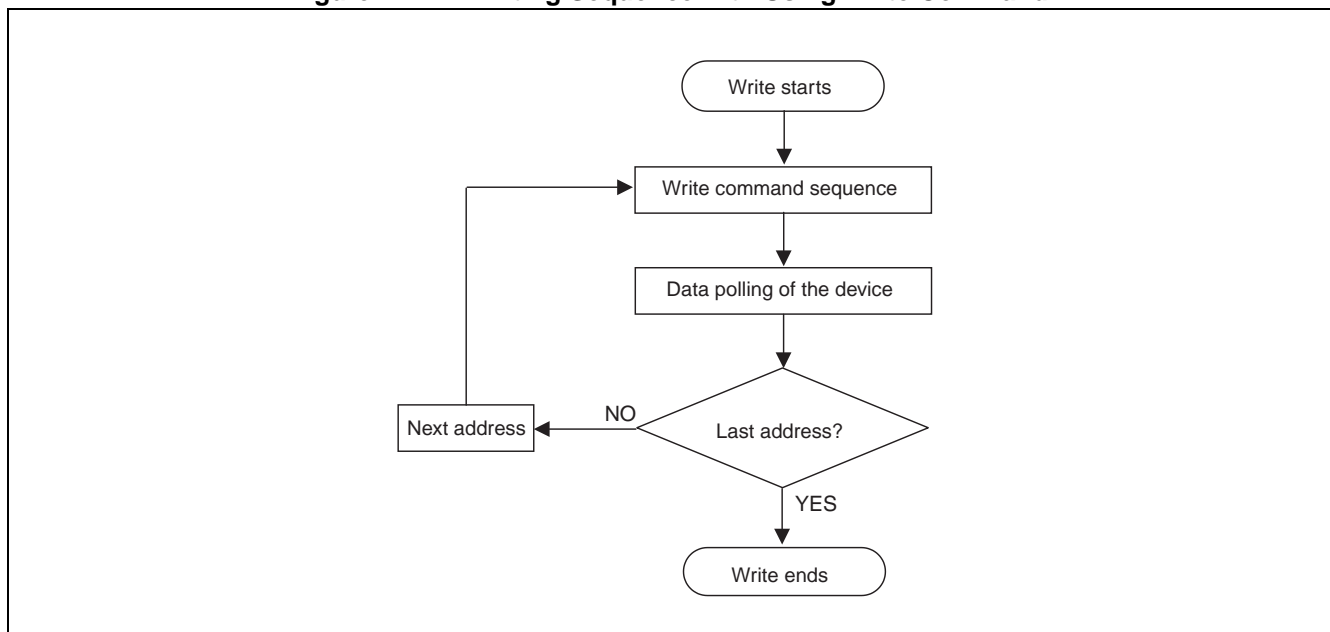 Write starts
Write command sequence
Data polling of the device
NO
Next address
Last address?
YES
Write ends